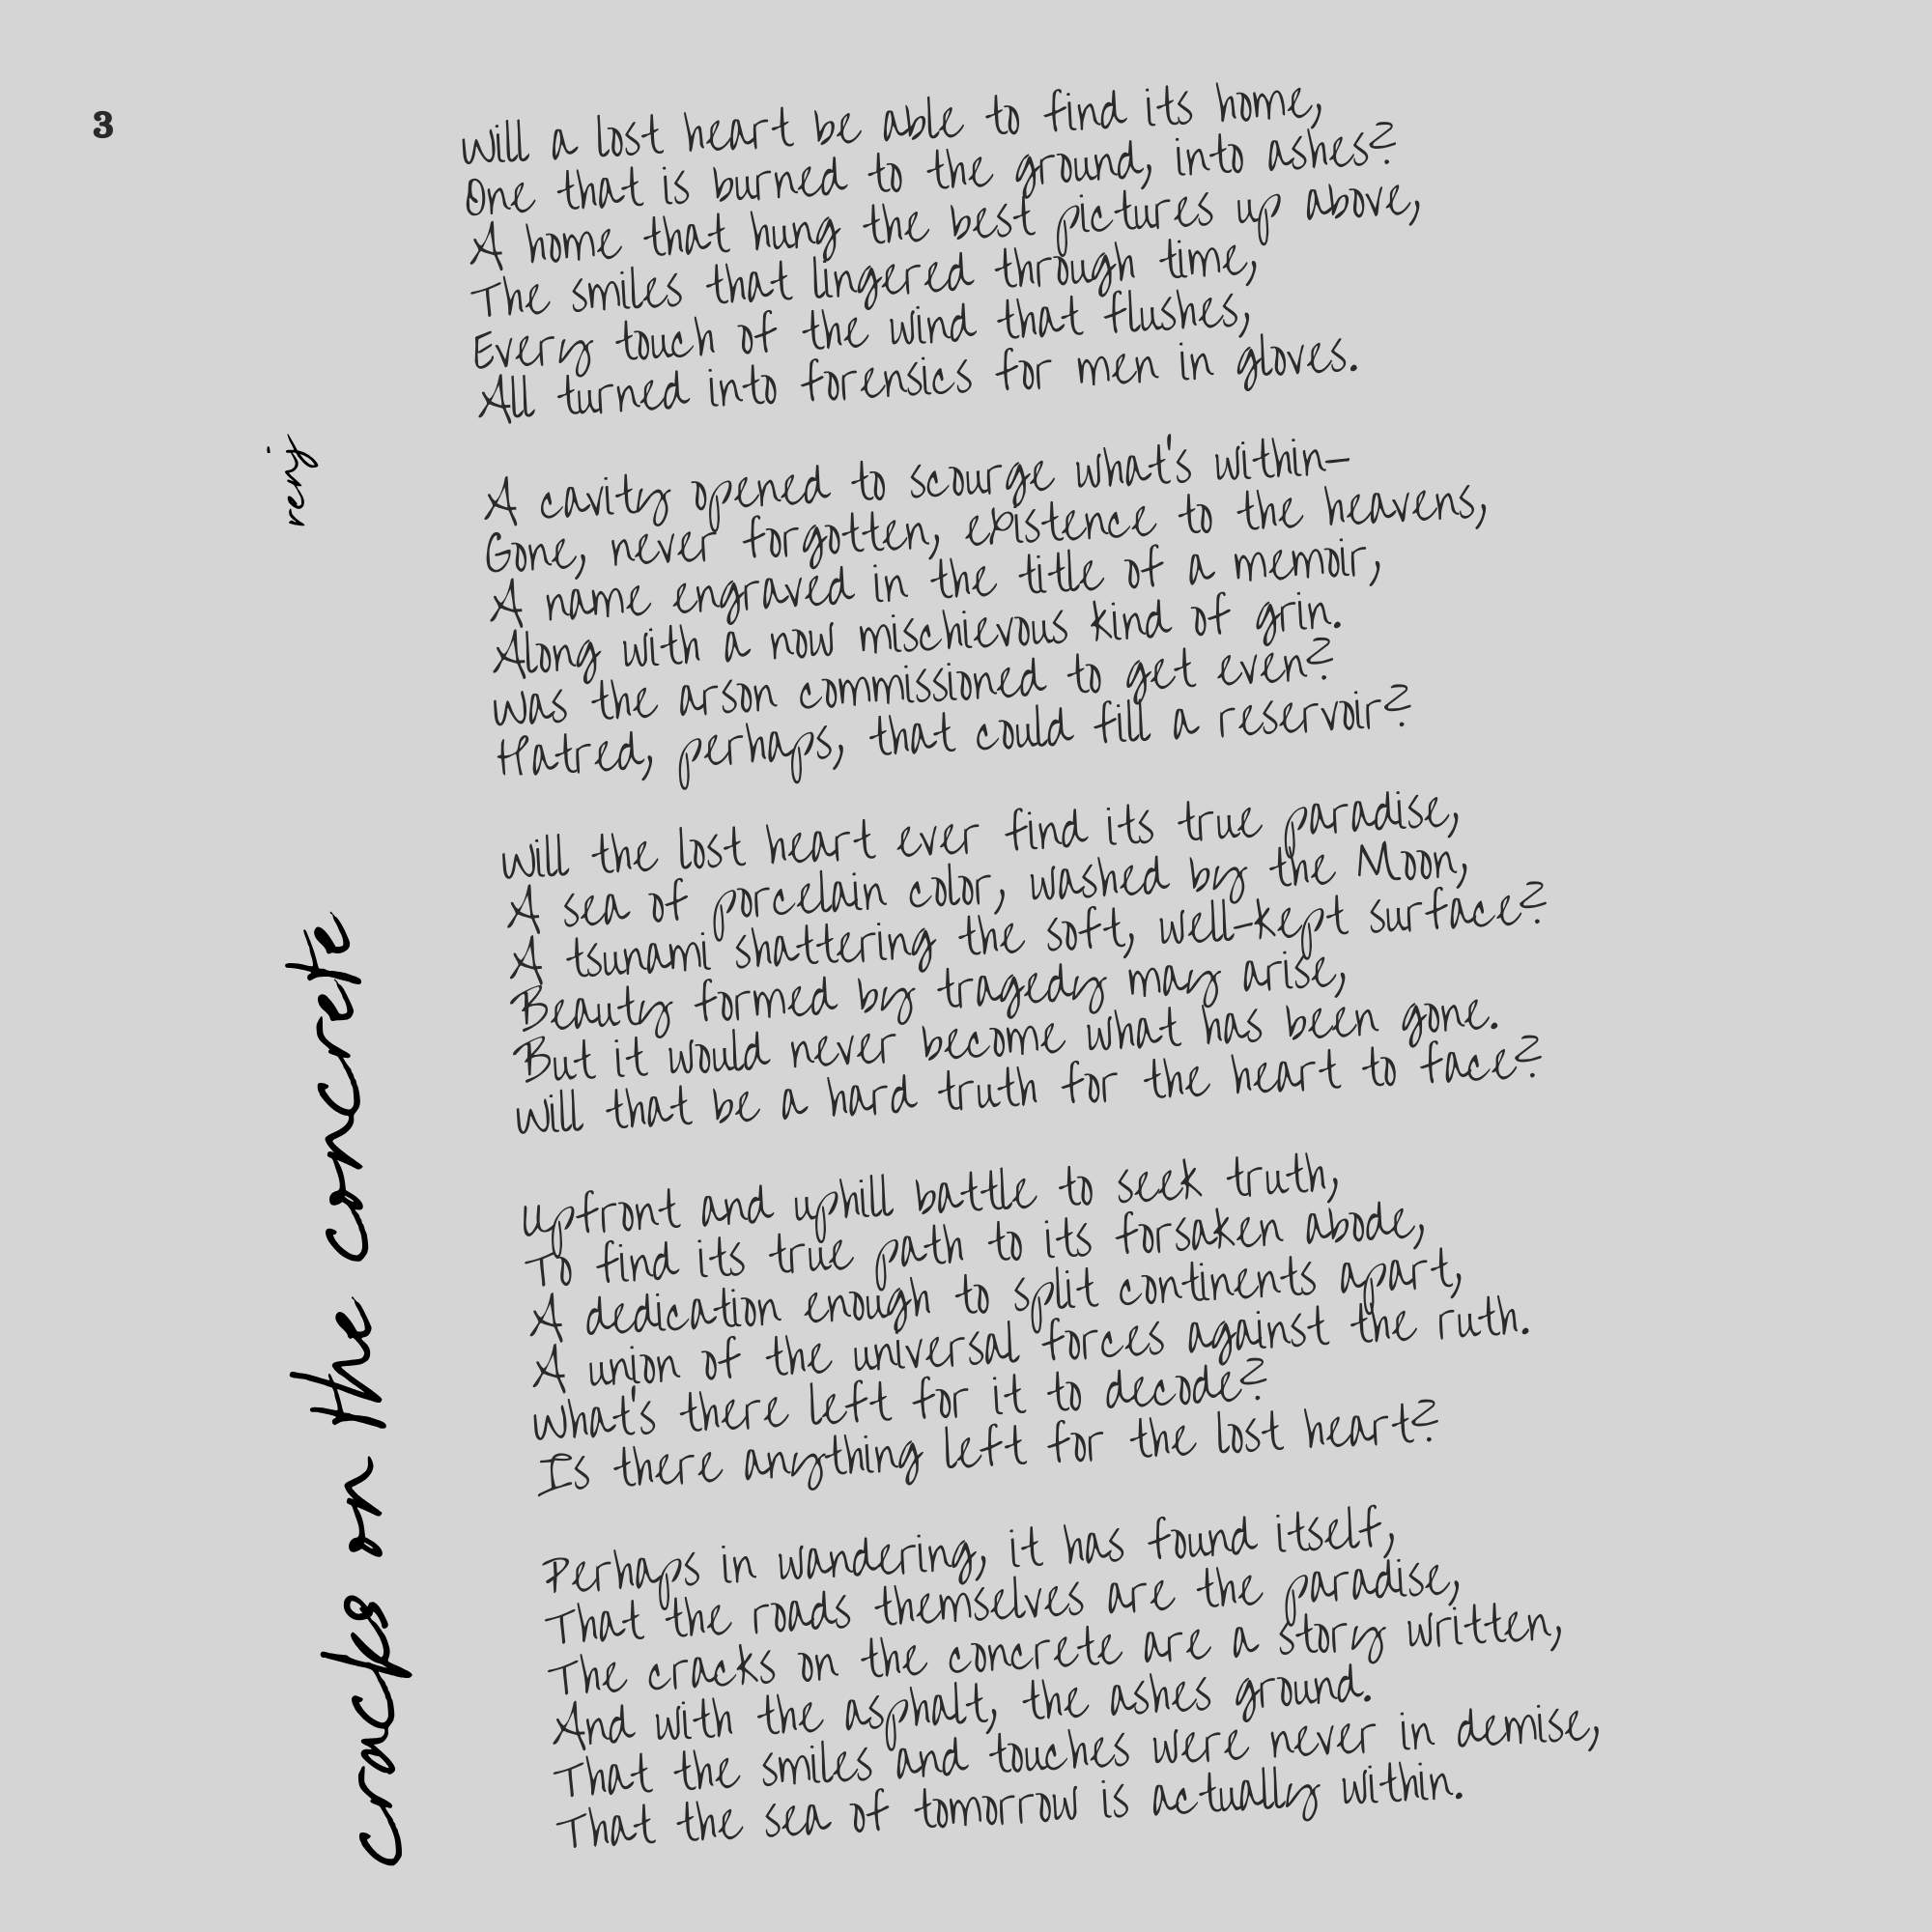 3
cracks on the concrete
renij
Will a lost heart be able to find its home,
One that is burned to the ground, into ashes?
A home that hung the best pictures up above,
The smiles that lingered through time,
Every touch of the wind that flushes,
All turned into forensics for men in gloves.
A cavity opened to scourge what's within—
Gone, never forgotten, existence to the heavens,
A name engraved in the title of a memoir,
Along with a now mischievous kind of grin.
Was the arson commissioned to get even?
Hatred, perhaps, that could fill a reservoir?
Will the lost heart ever find its true paradise,
A sea of porcelain color, washed by the Moon,
A tsunami shattering the soft, well-kept surface?
Beauty formed by tragedy may arise,
But it would never become what has been gone.
Will that be a hard truth for the heart to face?
Upfront and uphill battle to seek truth,
To find its true path to its forsaken abode,
A dedication enough to split continents apart,
A union of the universal forces against the ruth.
What's there left for it to decode?
Is there anything left for the lost heart?
Perhaps in wandering, it has found itself,
That the roads themselves are the paradise,
The cracks on the concrete are a story written,
And with the asphalt, the ashes ground.
That the smiles and touches were never in demise,
That the sea of tomorrow is actually within.